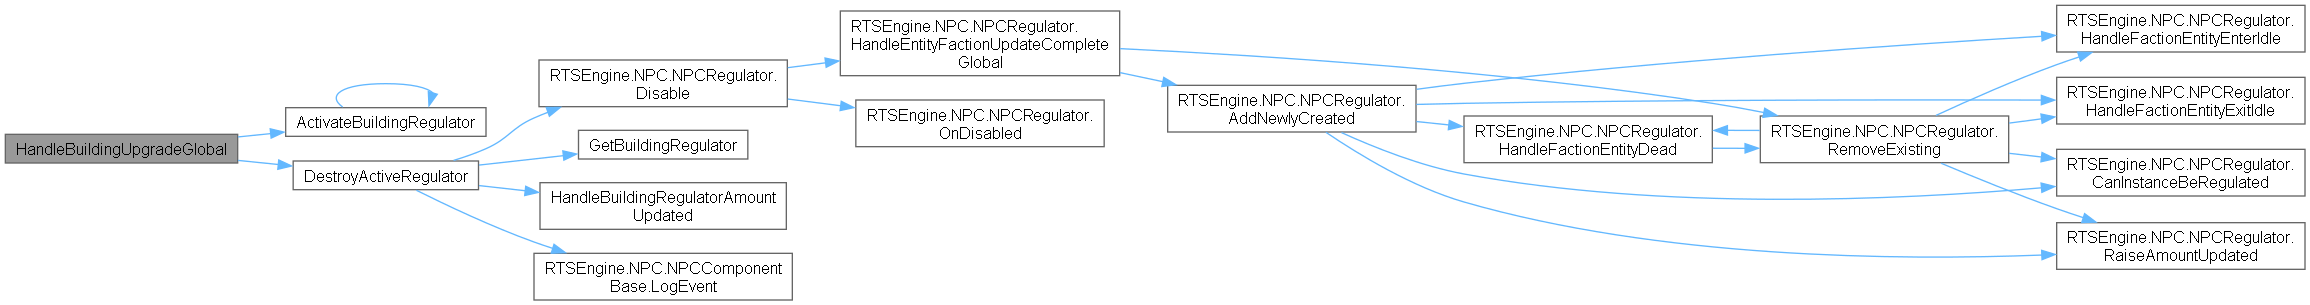 HandleBuildingUpgradeGlobal
ActivateBuildingRegulator
DestroyActiveRegulator
RTSEngine.NPC.NPCRegulator.
Disable
GetBuildingRegulator
HandleBuildingRegulatorAmount
Updated
RTSEngine.NPC.NPCComponent
Base.LogEvent
RTSEngine.NPC.NPCRegulator.
HandleEntityFactionUpdateComplete
Global
RTSEngine.NPC.NPCRegulator.
OnDisabled
RTSEngine.NPC.NPCRegulator.
AddNewlyCreated
RTSEngine.NPC.NPCRegulator.
HandleFactionEntityDead
RTSEngine.NPC.NPCRegulator.
RemoveExisting
RTSEngine.NPC.NPCRegulator.
HandleFactionEntityEnterIdle
RTSEngine.NPC.NPCRegulator.
HandleFactionEntityExitIdle
RTSEngine.NPC.NPCRegulator.
CanInstanceBeRegulated
RTSEngine.NPC.NPCRegulator.
RaiseAmountUpdated